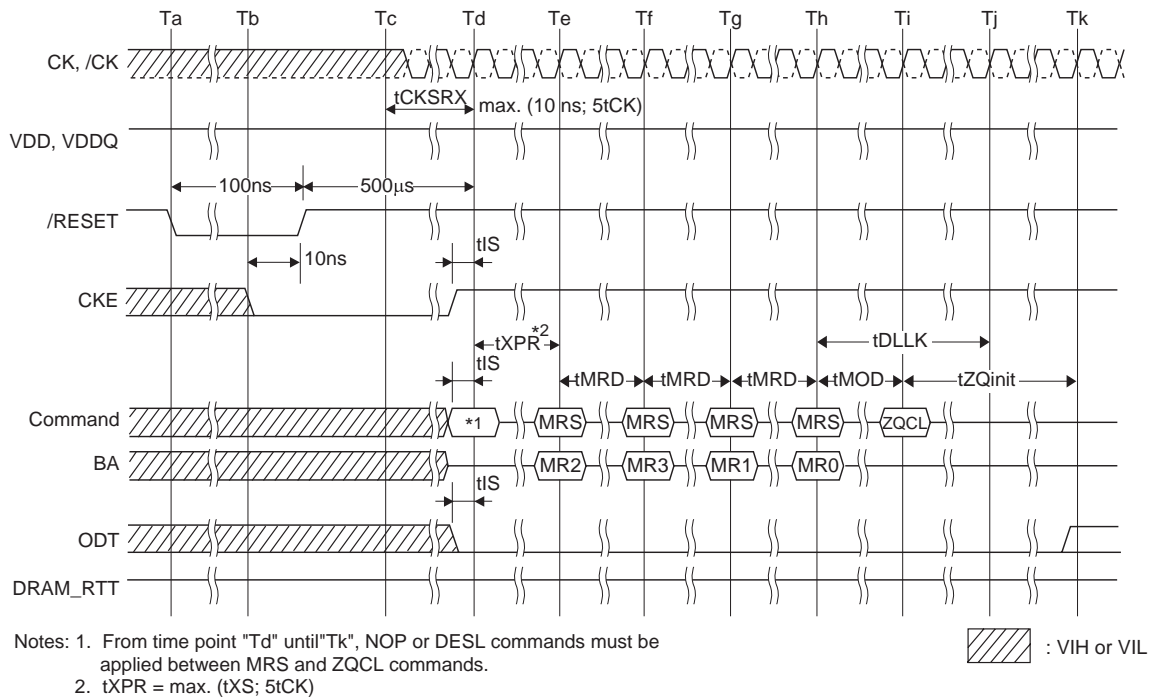 Ta Tb Tc Td Te Tf Tg Th Ti Tj Tk
CK, /CK
tCKSRX max. (10 ns; 5tCK)
VDD, VDDQ
100ns 500μs
/RESET
10ns tIS
CKE
tXPR*2 tDLLK
tIS tMRD tMRD tMRD tMOD tZQinit
Command *1 MRS MRS MRS MRS ZQCL
BA MR2 MR3 MR1 MR0
tIS
ODT
DRAM_RTT
Notes: 1. From time point "Td" until"Tk", NOP or DESL commands must be
applied between MRS and ZQCL commands.
2. tXPR = max. (tXS; 5tCK)
: VIH or VIL